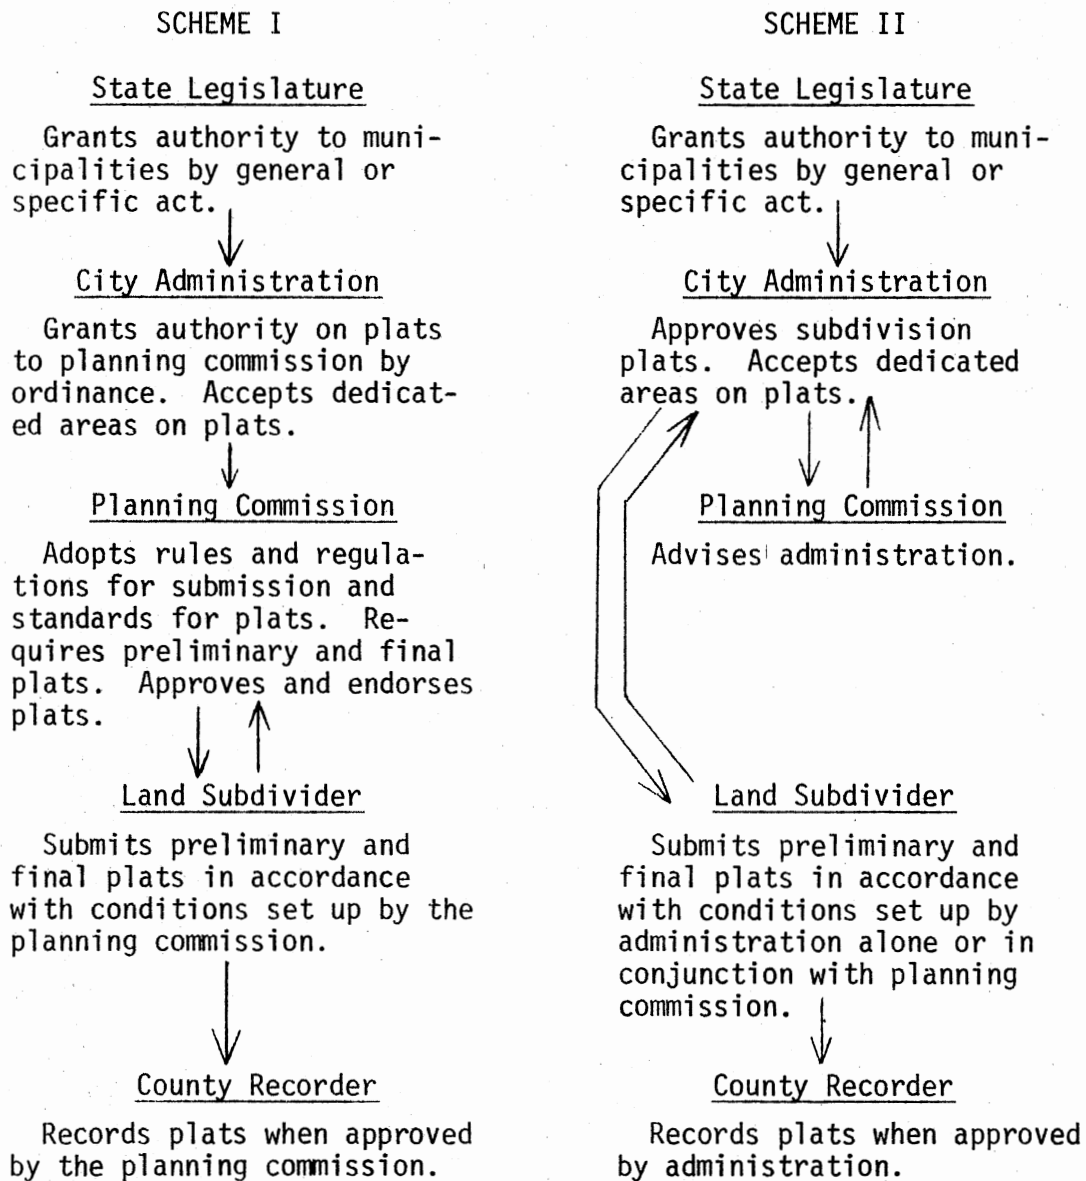 SCHEME I
State Legislature
Grants authority to muni-
cipalities by general or
specific act.
City Administration
Grants authority on plats
to planning commission by
ordinance. Accepts dedicat-
ed areas on plats.
Planning Commission
Adopts rules and regula-
tions for submission and
standards for plats. Re-
quires preliminary and final
plats. Approves and endorses
plats.
Land Subdivider
Submits preliminary and
final plats in accordance
with conditions set up by the
planning commission.
County Recorder
Records plats when approved
by the planning commission.
SCHEME II
State Legislature
Grants authority to muni-
cipalities by general or
specific act.
City Administration
Approves subdivision
plats. Accepts dedicated
areas on plats.
Planning Commission
Advises administration.
Land Subdivider
Submits preliminary and
final plats in accordance
with conditions set up by
administration alone or in
conjunction with planning
commission.
County Recorder
Records plats when approved
by administration.